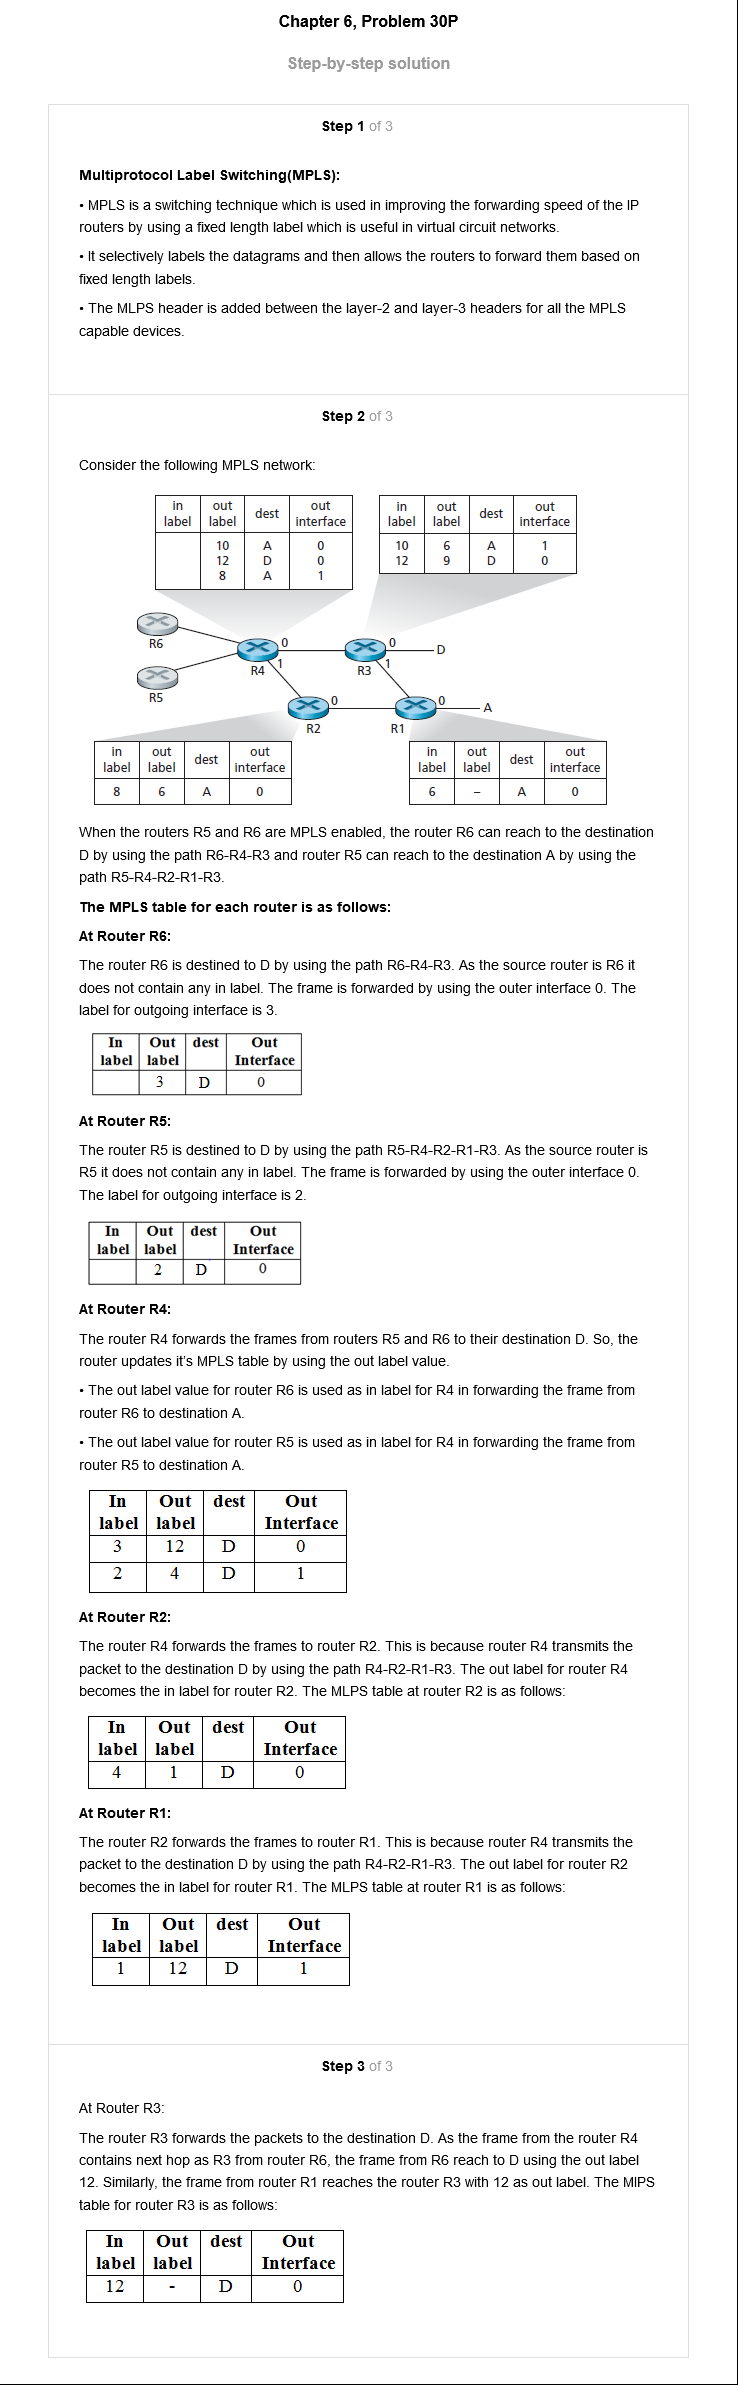 Chapter 6, Problem 30P
Step-by-step solution
Step 1 of 3
Multiprotocol Label Switching(MPLS):
• MPLS is a switching technique which is used in improving the forwarding speed of the IP
routers by using a fixed length label which is useful in virtual circuit networks.
• It selectively labels the datagrams and then allows the routers to forward them based on
fixed length labels.
• The MLPS header is added between the layer-2 and layer-3 headers for all the MPLS
capable devices.
Step 2 of 3
Consider the following MPLS network:
in out dest out
label label interface
10 A 0
12 D 0
8 A 1
in out dest out
label label interface
10 6 A 1
12 9 D 0
R6
R5
R4
0
1
R3
0
1
D
R2
0
R1
0
A
in out dest out
label label interface
8 6 A 0
in out dest out
label label interface
6 – A 0
When the routers R5 and R6 are MPLS enabled, the router R6 can reach to the destination
D by using the path R6-R4-R3 and router R5 can reach to the destination A by using the
path R5-R4-R2-R1-R3.
The MPLS table for each router is as follows:
At Router R6:
The router R6 is destined to D by using the path R6-R4-R3. As the source router is R6 it
does not contain any in label. The frame is forwarded by using the outer interface 0. The
label for outgoing interface is 3.
In Out dest Out
label label Interface
3 D 0
At Router R5:
The router R5 is destined to D by using the path R5-R4-R2-R1-R3. As the source router is
R5 it does not contain any in label. The frame is forwarded by using the outer interface 0.
The label for outgoing interface is 2.
In Out dest Out
label label Interface
2 D 0
At Router R4:
The router R4 forwards the frames from routers R5 and R6 to their destination D. So, the
router updates it's MPLS table by using the out label value.
• The out label value for router R6 is used as in label for R4 in forwarding the frame from
router R6 to destination A.
• The out label value for router R5 is used as in label for R4 in forwarding the frame from
router R5 to destination A.
In Out dest Out
label label Interface
3 12 D 0
2 4 D 1
At Router R2:
The router R4 forwards the frames to router R2. This is because router R4 transmits the
packet to the destination D by using the path R4-R2-R1-R3. The out label for router R4
becomes the in label for router R2. The MLPS table at router R2 is as follows:
In Out dest Out
label label Interface
4 1 D 0
At Router R1:
The router R2 forwards the frames to router R1. This is because router R4 transmits the
packet to the destination D by using the path R4-R2-R1-R3. The out label for router R2
becomes the in label for router R1. The MLPS table at router R1 is as follows:
In Out dest Out
label label Interface
1 12 D 1
Step 3 of 3
At Router R3:
The router R3 forwards the packets to the destination D. As the frame from the router R4
contains next hop as R3 from router R6, the frame from R6 reach to D using the out label
12. Similarly, the frame from router R1 reaches the router R3 with 12 as out label. The MIPS
table for router R3 is as follows:
In Out dest Out
label label Interface
12 - D 0